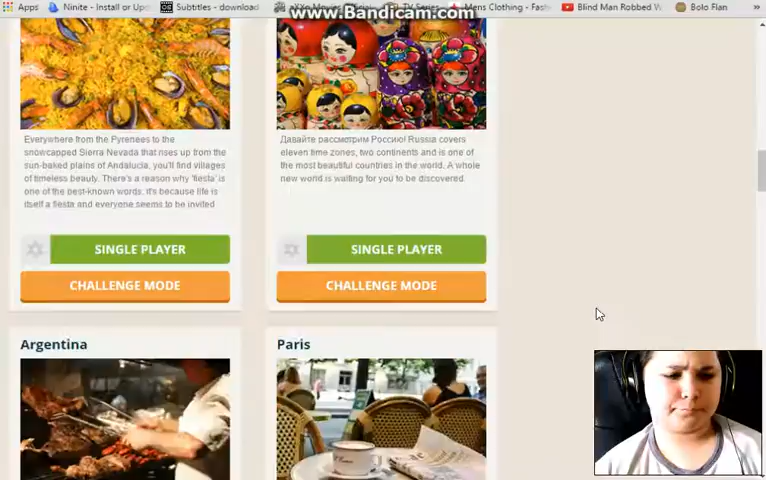 www.Bandicam.com
Apps Ninite - Install or Up Subtitles - download TV Series Mens Clothing - Fas Blind Man Robbed W Bolo Flan »
Everywhere from the Pyrenees to the
snowcapped Sierra Nevada that rises up from the
sun-baked plains of Andalucia, you'll find villages
of timeless beauty. There's a reason why 'fiesta' is
one of the best-known words. It's because life is
itself a fiesta and everyone seems to be invited
Давайте рассмотрим Россию! Russia covers
eleven time zones, two continents and is one of
the most beautiful countries in the world. A whole
new world is waiting for you to be discovered.
SINGLE PLAYER
CHALLENGE MODE
SINGLE PLAYER
CHALLENGE MODE
Argentina
Paris